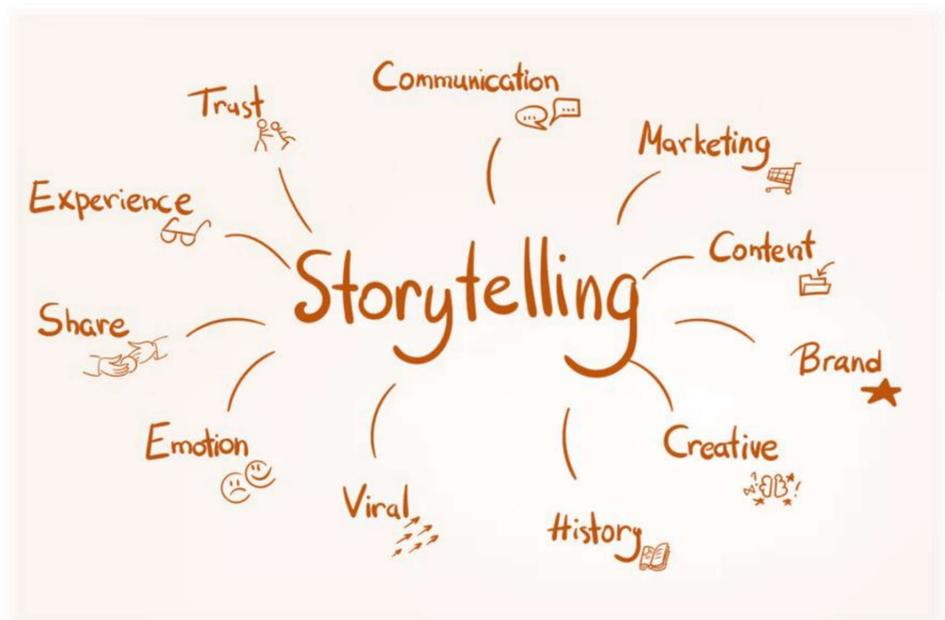 Communication
Trust
Marketing
Experience
Content
Storytelling
Share
Brand
Emotion
Creative
Viral
History